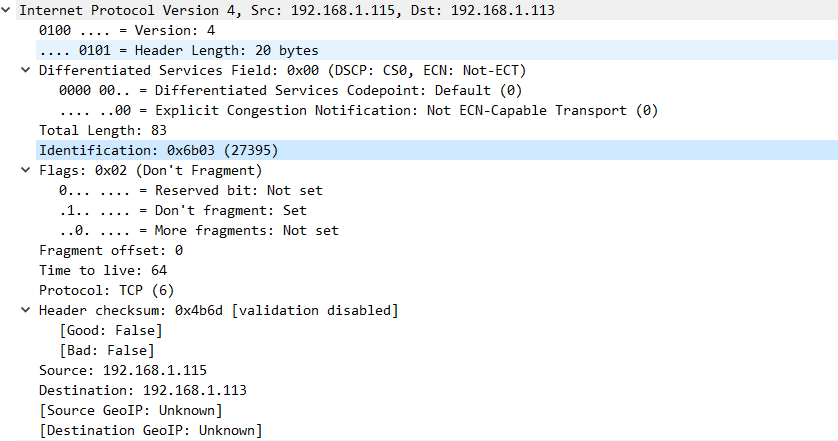 Internet Protocol Version 4, Src: 192.168.1.115, Dst: 192.168.1.113
0100 .... = Version: 4
.... 0101 = Header Length: 20 bytes
Differentiated Services Field: 0x00 (DSCP: CS0, ECN: Not-ECT)
0000 00.. = Differentiated Services Codepoint: Default (0)
.... ..00 = Explicit Congestion Notification: Not ECN-Capable Transport (0)
Total Length: 83
Identification: 0x6b03 (27395)
Flags: 0x02 (Don't Fragment)
0... .... = Reserved bit: Not set
.1.. .... = Don't fragment: Set
..0. .... = More fragments: Not set
Fragment offset: 0
Time to live: 64
Protocol: TCP (6)
Header checksum: 0x4b6d [validation disabled]
[Good: False]
[Bad: False]
Source: 192.168.1.115
Destination: 192.168.1.113
[Source GeoIP: Unknown]
[Destination GeoIP: Unknown]